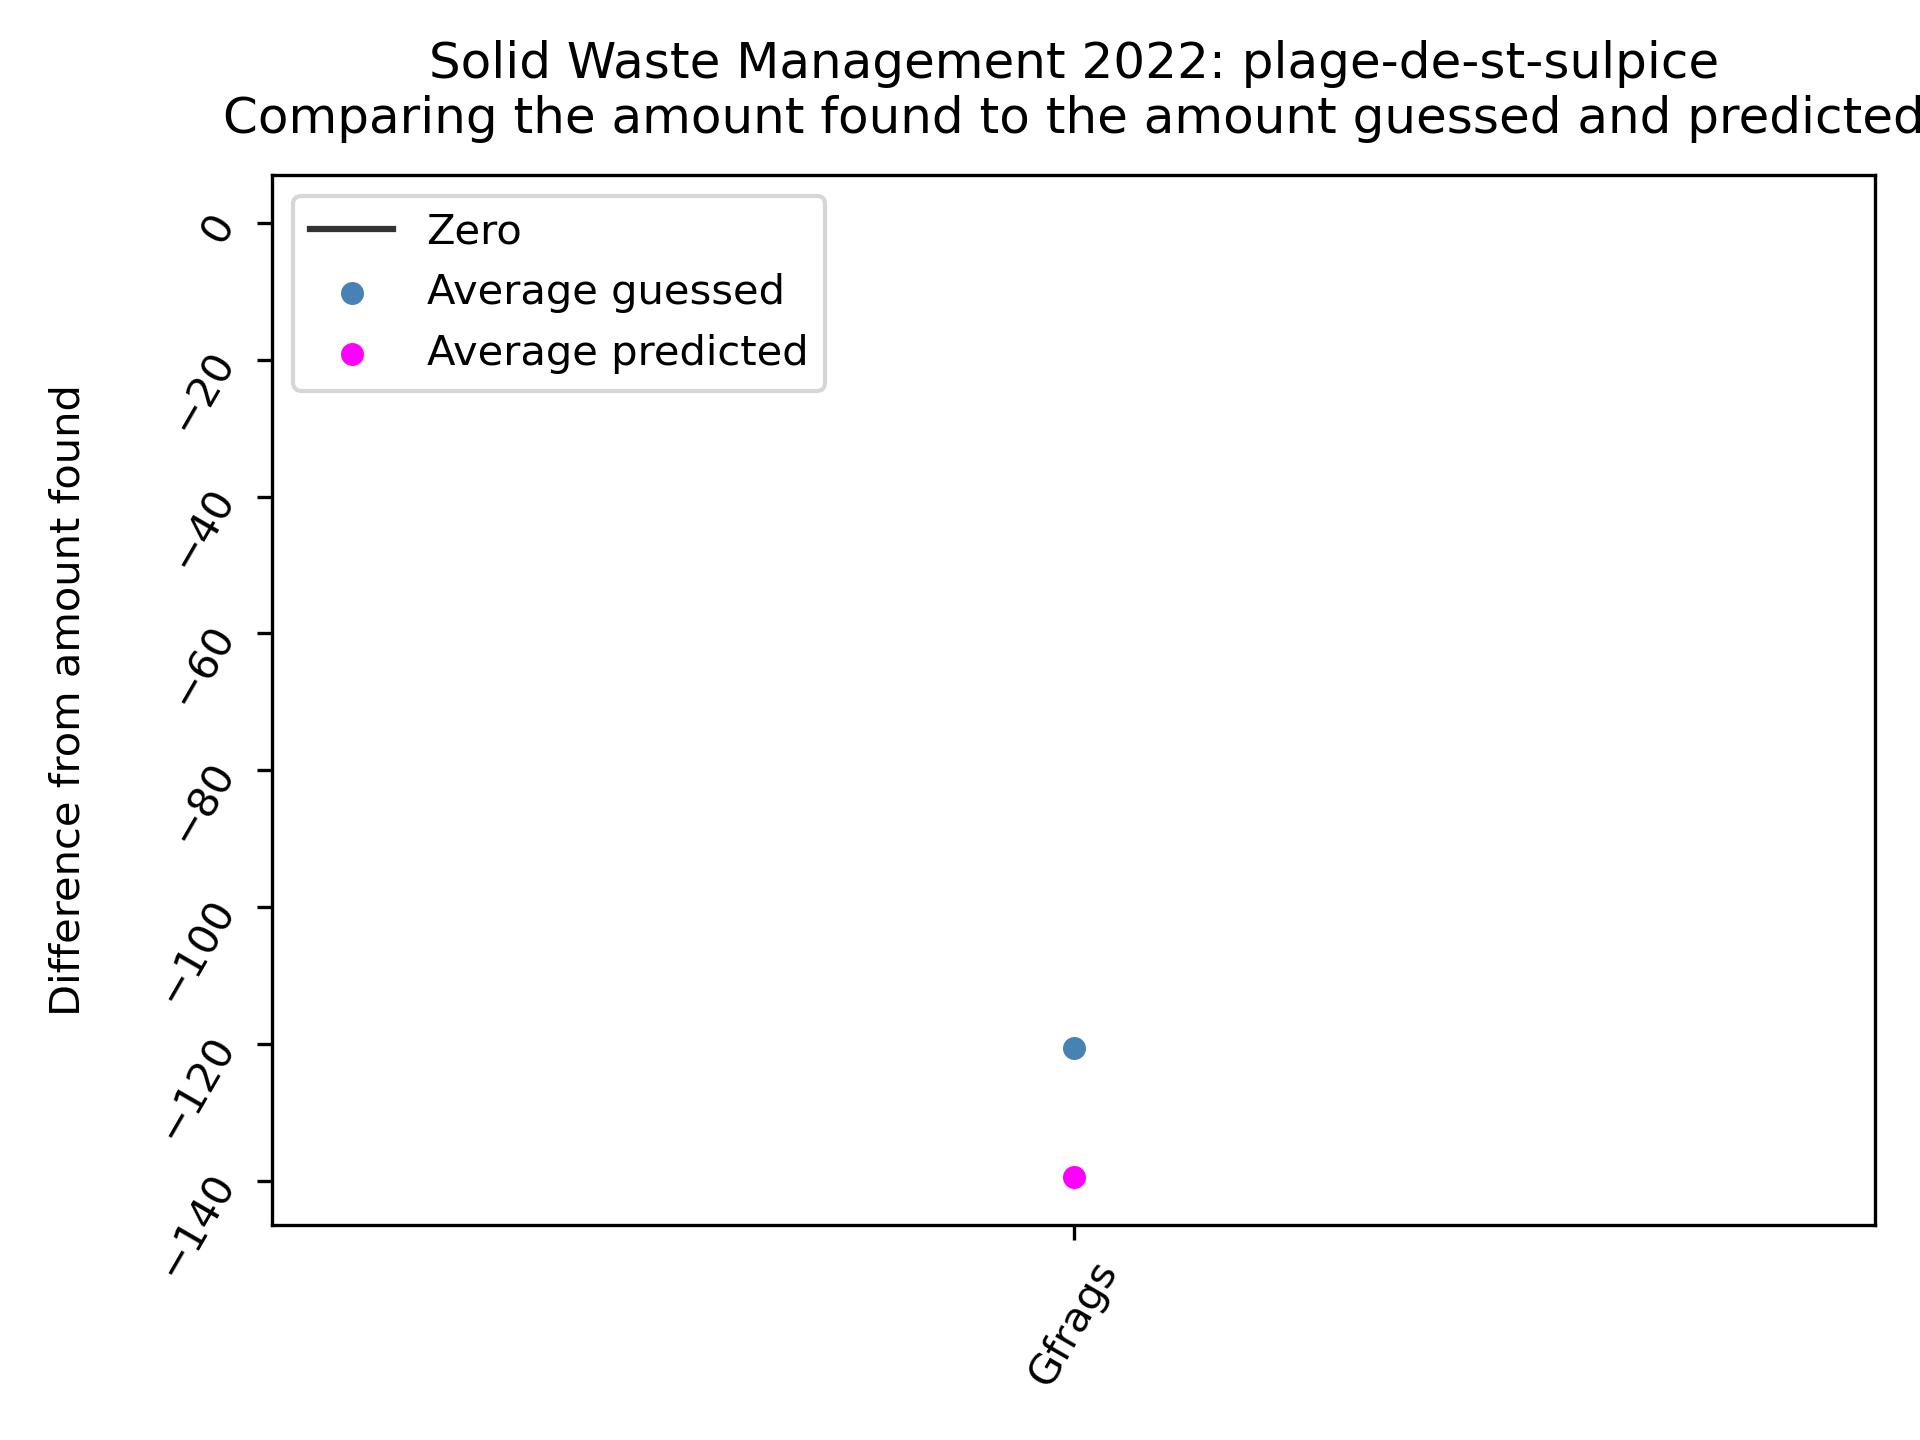 Solid Waste Management 2022: plage-de-st-sulpice
Comparing the amount found to the amount guessed and predicted
Zero
Average guessed
Average predicted
Difference from amount found
0
−20
−40
−60
−80
−100
−120
−140
Gfrags